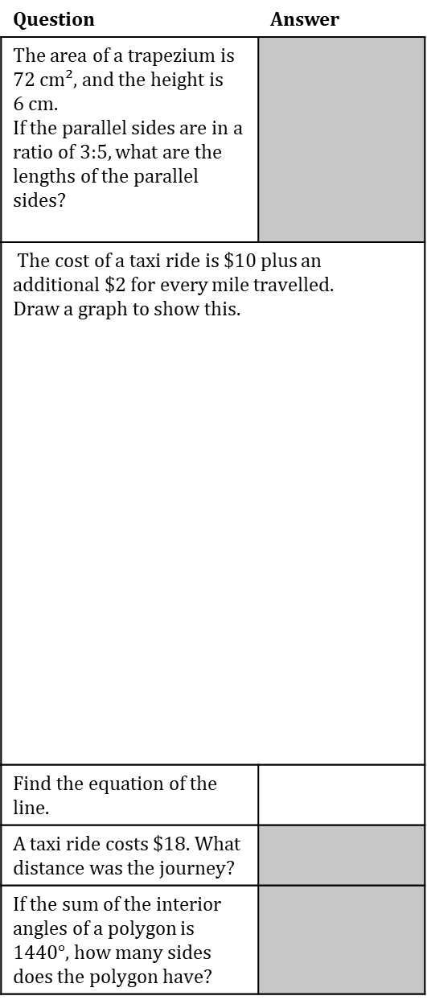 Question Answer
The area of a trapezium is
72 cm², and the height is
6 cm.
If the parallel sides are in a
ratio of 3:5, what are the
lengths of the parallel
sides?
The cost of a taxi ride is $10 plus an
additional $2 for every mile travelled.
Draw a graph to show this.
Find the equation of the
line.
A taxi ride costs $18. What
distance was the journey?
If the sum of the interior
angles of a polygon is
1440°, how many sides
does the polygon have?